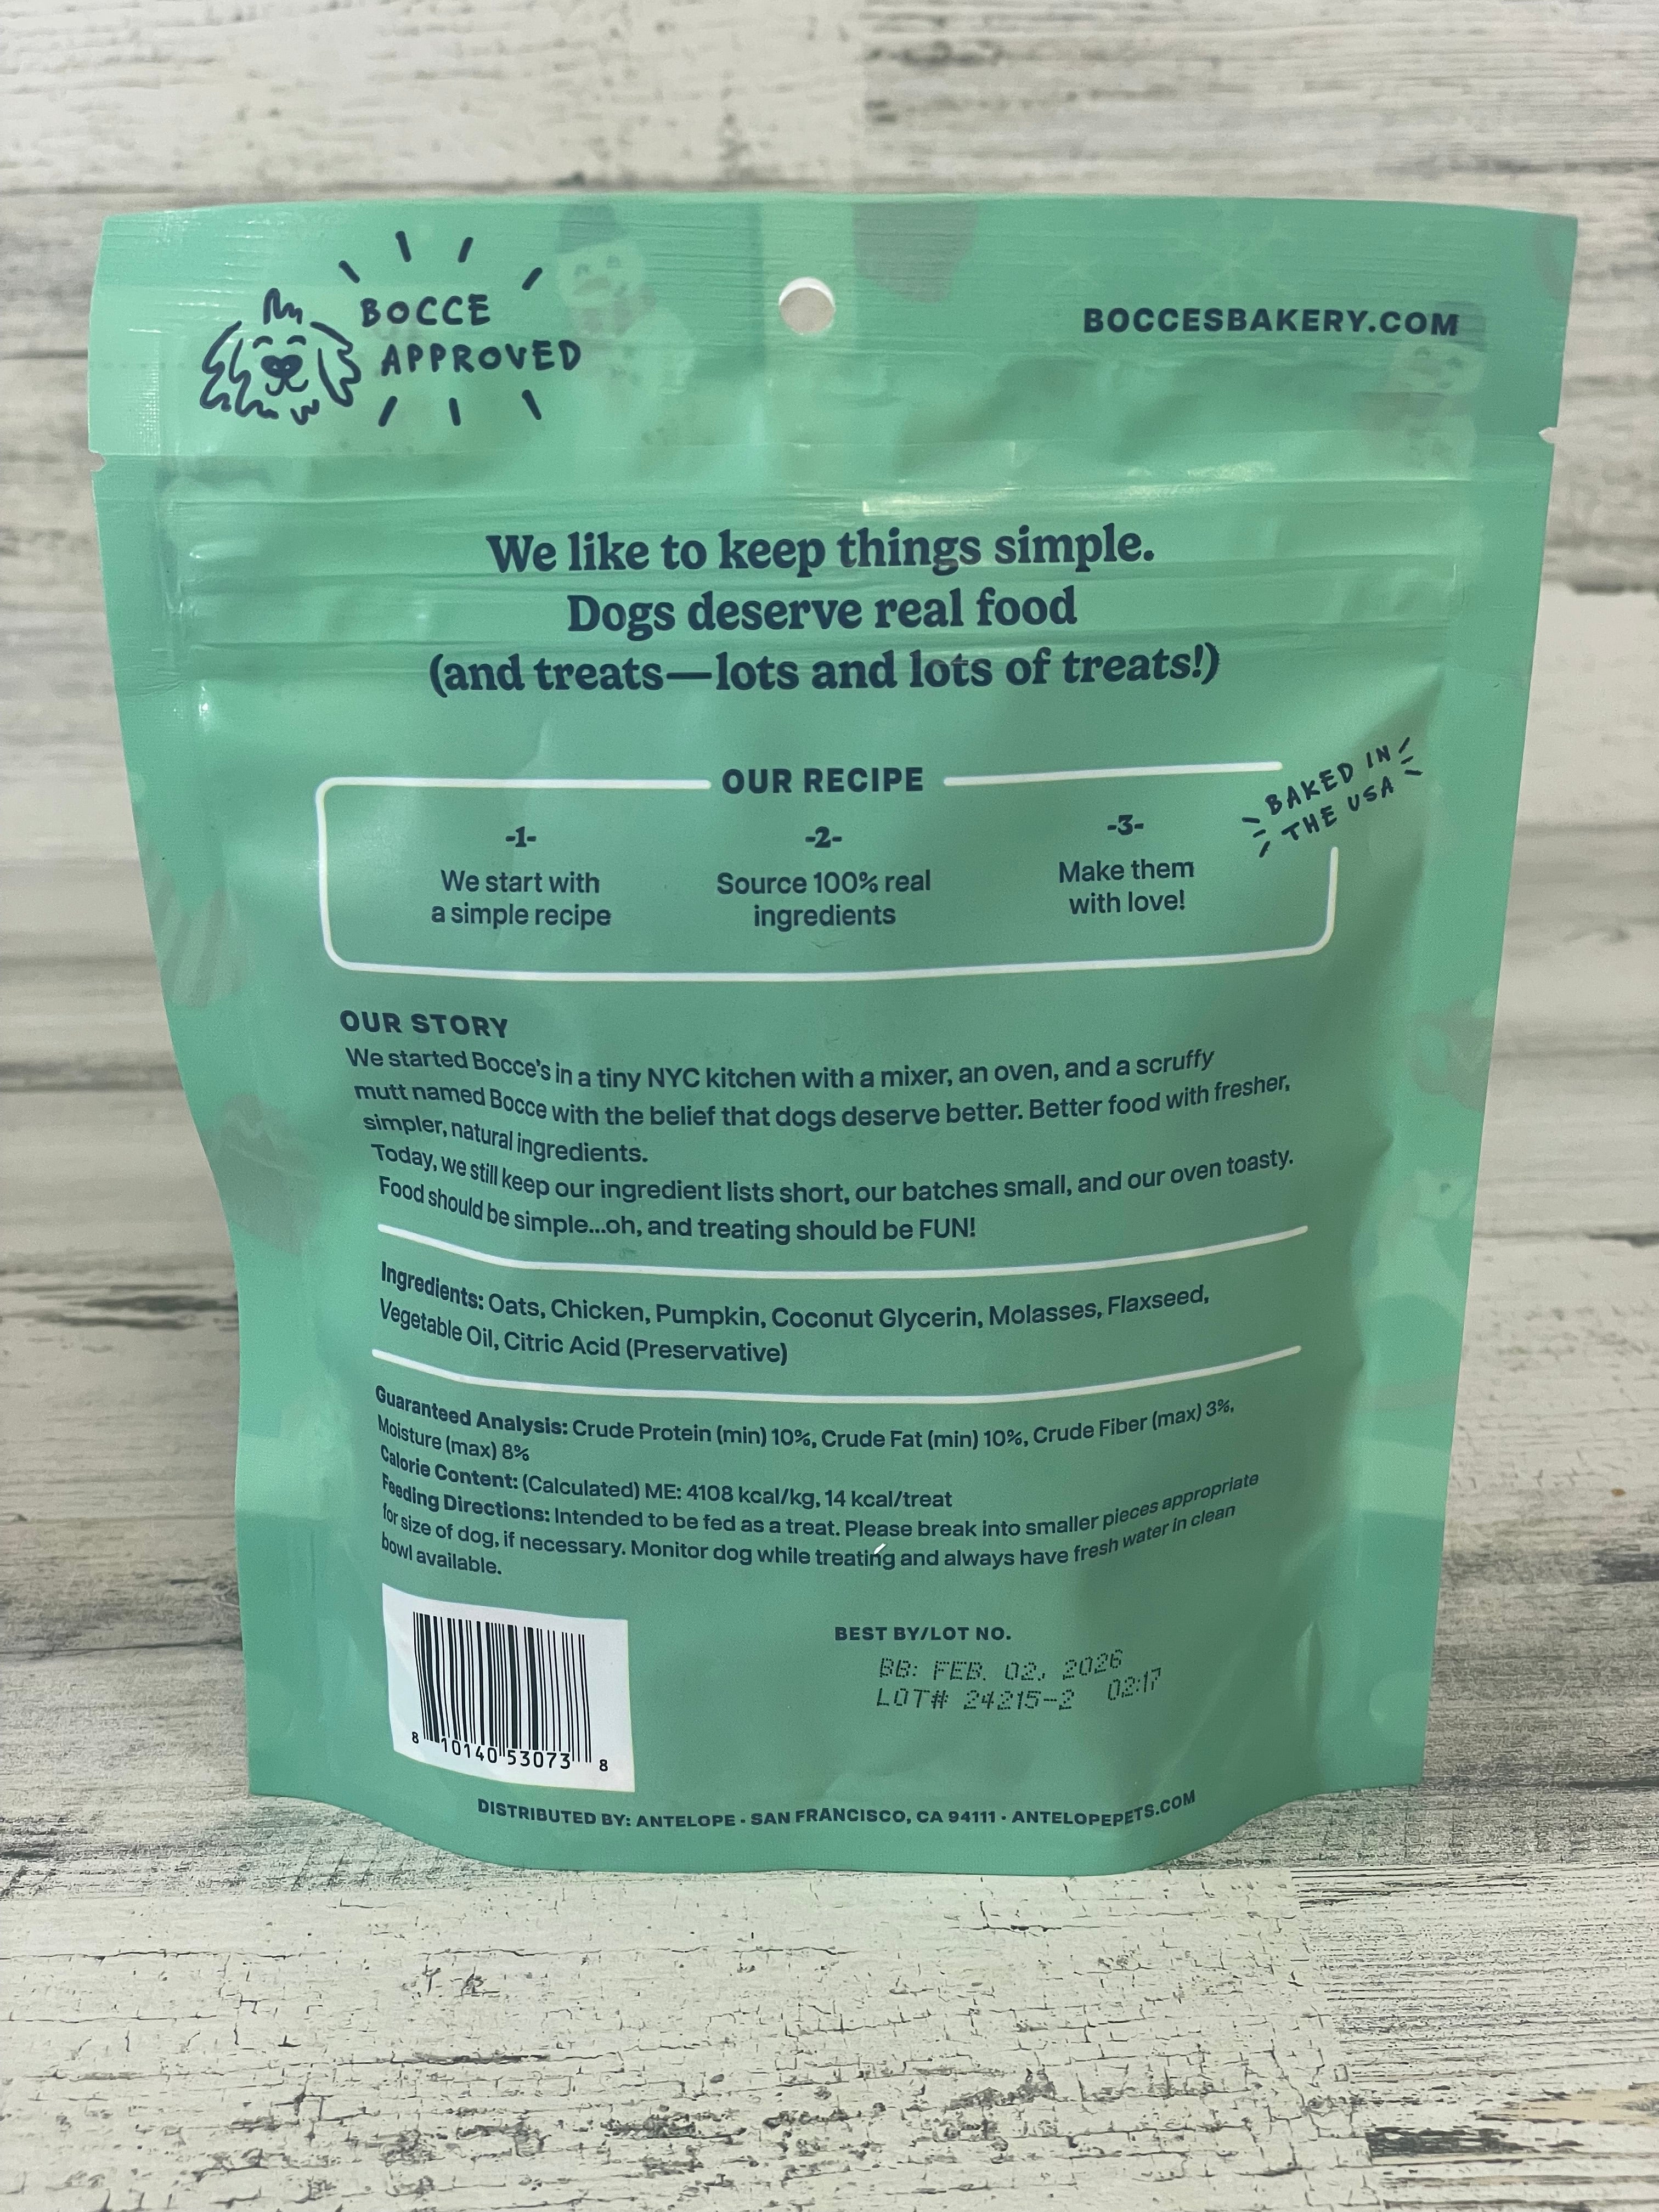 BOCCE
APPROVED
BOCCESBAKERY.COM
We like to keep things simple.
Dogs deserve real food
(and treats—lots and lots of treats!)
OUR RECIPE
BAKED IN
THE USA
-1-
We start with
a simple recipe
-2-
Source 100% real
ingredients
-3-
Make them
with love!
OUR STORY
We started Bocce's in a tiny NYC kitchen with a mixer, an oven, and a scruffy
mutt named Bocce with the belief that dogs deserve better. Better food with fresher,
simpler, natural ingredients.
Today, we still keep our ingredient lists short, our batches small, and our oven toasty.
Food should be simple...oh, and treating should be FUN!
Ingredients: Oats, Chicken, Pumpkin, Coconut Glycerin, Molasses, Flaxseed,
Vegetable Oil, Citric Acid (Preservative)
Guaranteed Analysis: Crude Protein (min) 10%, Crude Fat (min) 10%, Crude Fiber (max) 3%,
Moisture (max) 8%
Calorie Content: (Calculated) ME: 4108 kcal/kg, 14 kcal/treat
Feeding Directions: Intended to be fed as a treat. Please break into smaller pieces appropriate
for size of dog, if necessary. Monitor dog while treating and always have fresh water in clean
bowl available.
8 10140 53073 8
BEST BY/LOT NO.
BB: FEB. 02, 2026
LOT# 24215-2 02:17
DISTRIBUTED BY: ANTELOPE · SAN FRANCISCO, CA 94111 · ANTELOPEPETS.COM